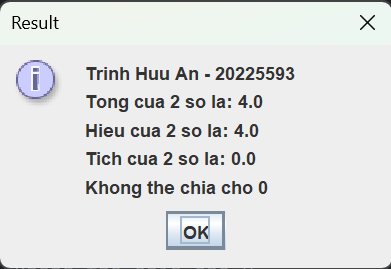 Result
Trinh Huu An - 20225593
Tong cua 2 so la: 4.0
Hieu cua 2 so la: 4.0
Tich cua 2 so la: 0.0
Khong the chia cho 0
OK